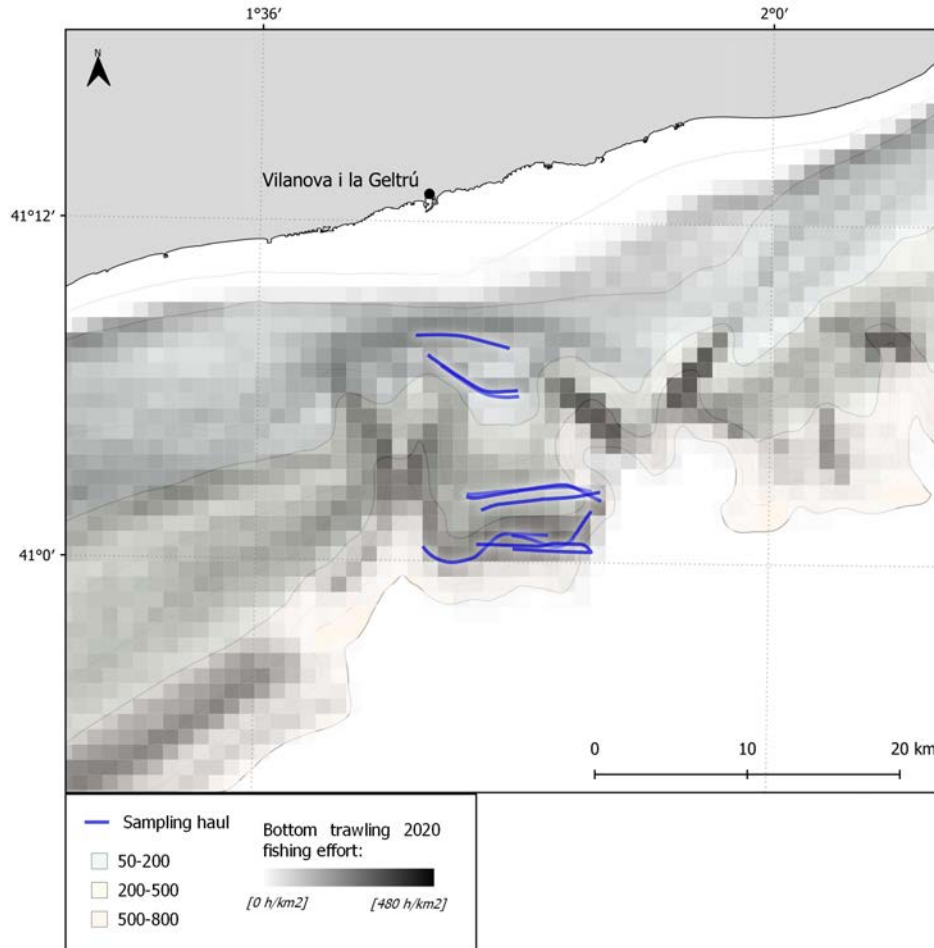 1°36′ 2°0′
N
Vilanova i la Geltrú
41°12′
41°0′
0 10 20 km
Sampling haul
50-200
200-500
500-800
Bottom trawling 2020
fishing effort:
[0 h/km2] [480 h/km2]